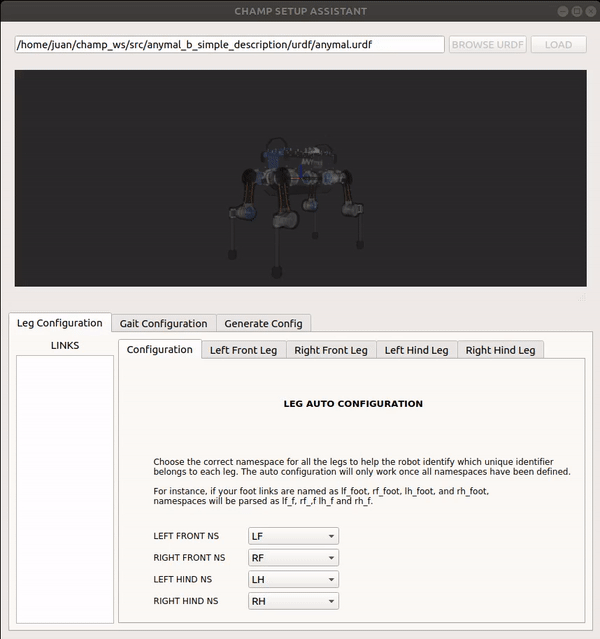 CHAMP SETUP ASSISTANT
/home/juan/champ_ws/src/anymal_b_simple_description/urdf/anymal.urdf
BROWSE URDF
LOAD
Leg Configuration
Gait Configuration
Generate Config
LINKS
Configuration
Left Front Leg
Right Front Leg
Left Hind Leg
Right Hind Leg
LEG AUTO CONFIGURATION
Choose the correct namespace for all the legs to help the robot identify which unique identifier
belongs to each leg. The auto configuration will only work once all namespaces have been defined.
For instance, if your foot links are named as lf_foot, rf_foot, lh_foot, and rh_foot,
namespaces will be parsed as lf_f, rf_,f lh_f and rh_f.
LEFT FRONT NS
LF
RIGHT FRONT NS
RF
LEFT HIND NS
LH
RIGHT HIND NS
RH